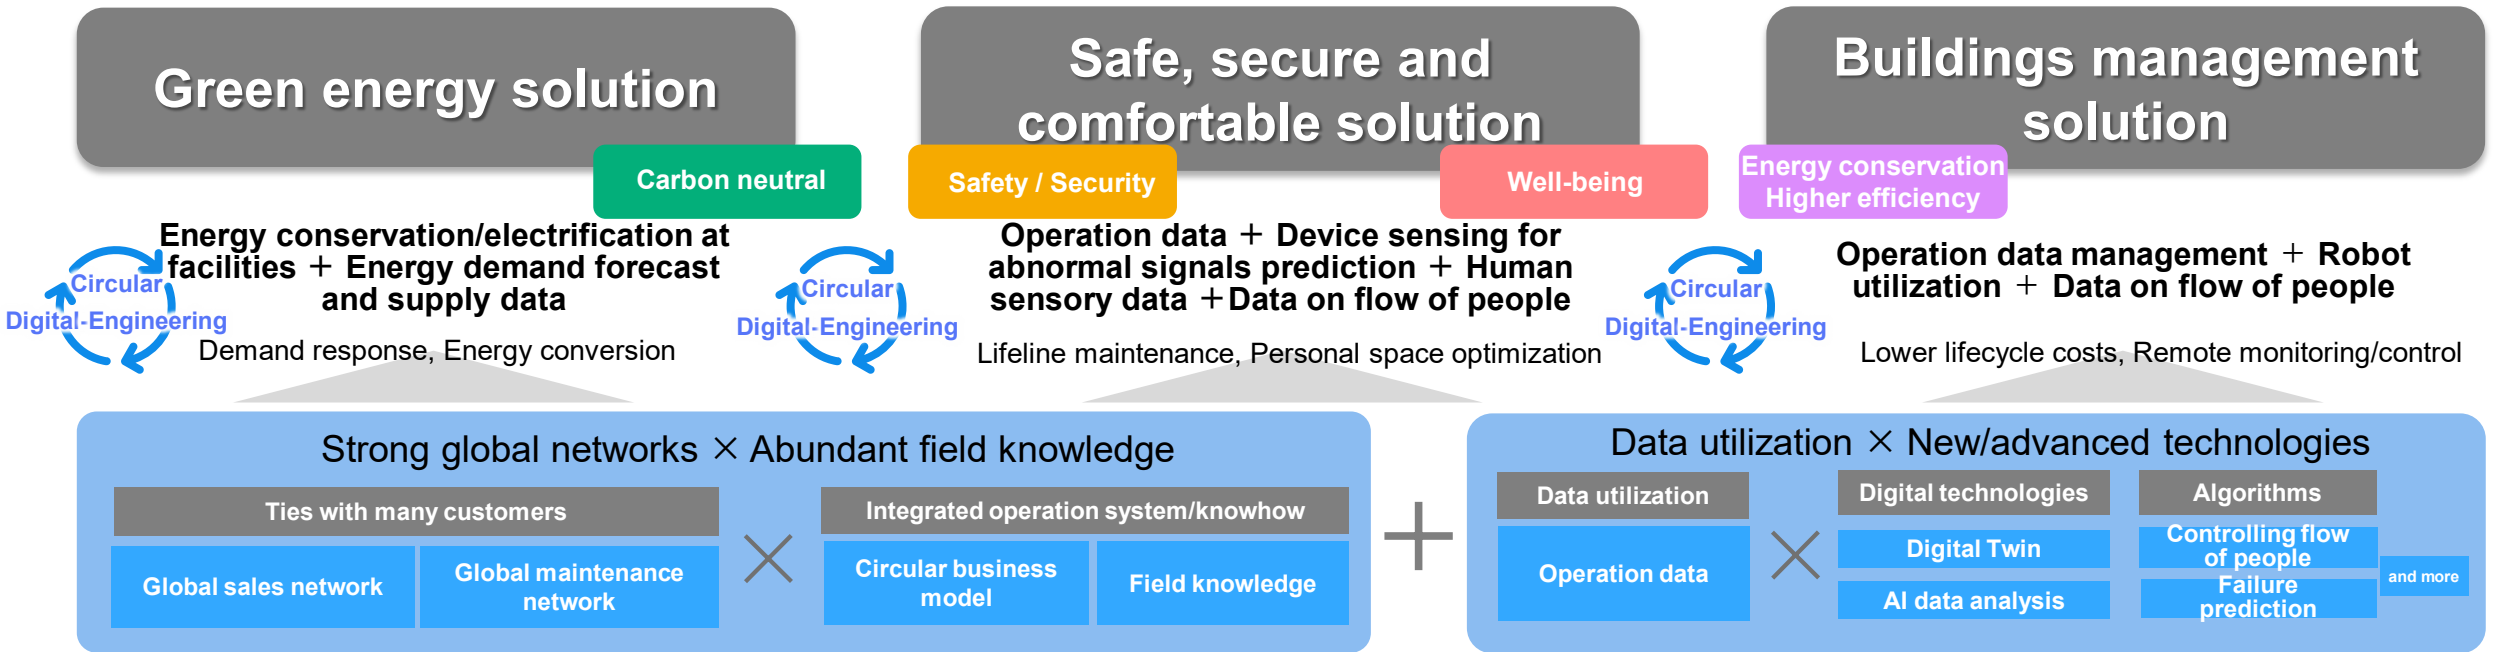 Green energy solution
Carbon neutral
Energy conservation/electrification at
facilities ＋ Energy demand forecast
and supply data
Circular
Digital-Engineering
Demand response, Energy conversion
Safe, secure and
comfortable solution
Safety / Security
Well-being
Operation data ＋ Device sensing for
abnormal signals prediction ＋ Human
sensory data ＋Data on flow of people
Circular
Digital-Engineering
Lifeline maintenance, Personal space optimization
Buildings management
solution
Energy conservation
Higher efficiency
Operation data management ＋ Robot
utilization ＋ Data on flow of people
Circular
Digital-Engineering
Lower lifecycle costs, Remote monitoring/control
Strong global networks × Abundant field knowledge
Ties with many customers
Global sales network
Global maintenance
network
×
Integrated operation system/knowhow
Circular business
model
Field knowledge
＋
Data utilization × New/advanced technologies
Data utilization
Operation data
×
Digital technologies
Digital Twin
AI data analysis
Algorithms
Controlling flow
of people
Failure
prediction
and more